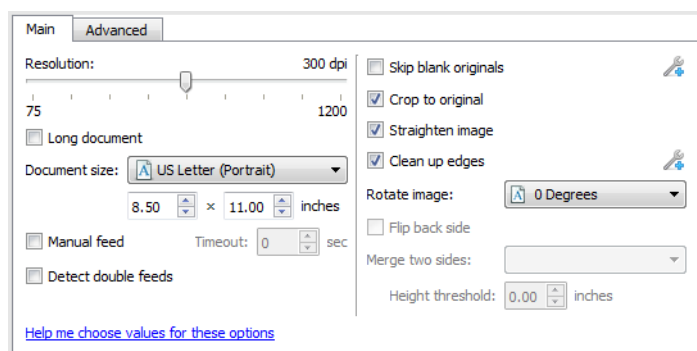 Main Advanced
Resolution: 300 dpi
75 1200
Long document
Document size: A US Letter (Portrait)
8.50 × 11.00 inches
Manual feed Timeout: 0 sec
Detect double feeds
Help me choose values for these options
Skip blank originals
Crop to original
Straighten image
Clean up edges
Rotate image: A 0 Degrees
Flip back side
Merge two sides:
Height threshold: 0.00 inches